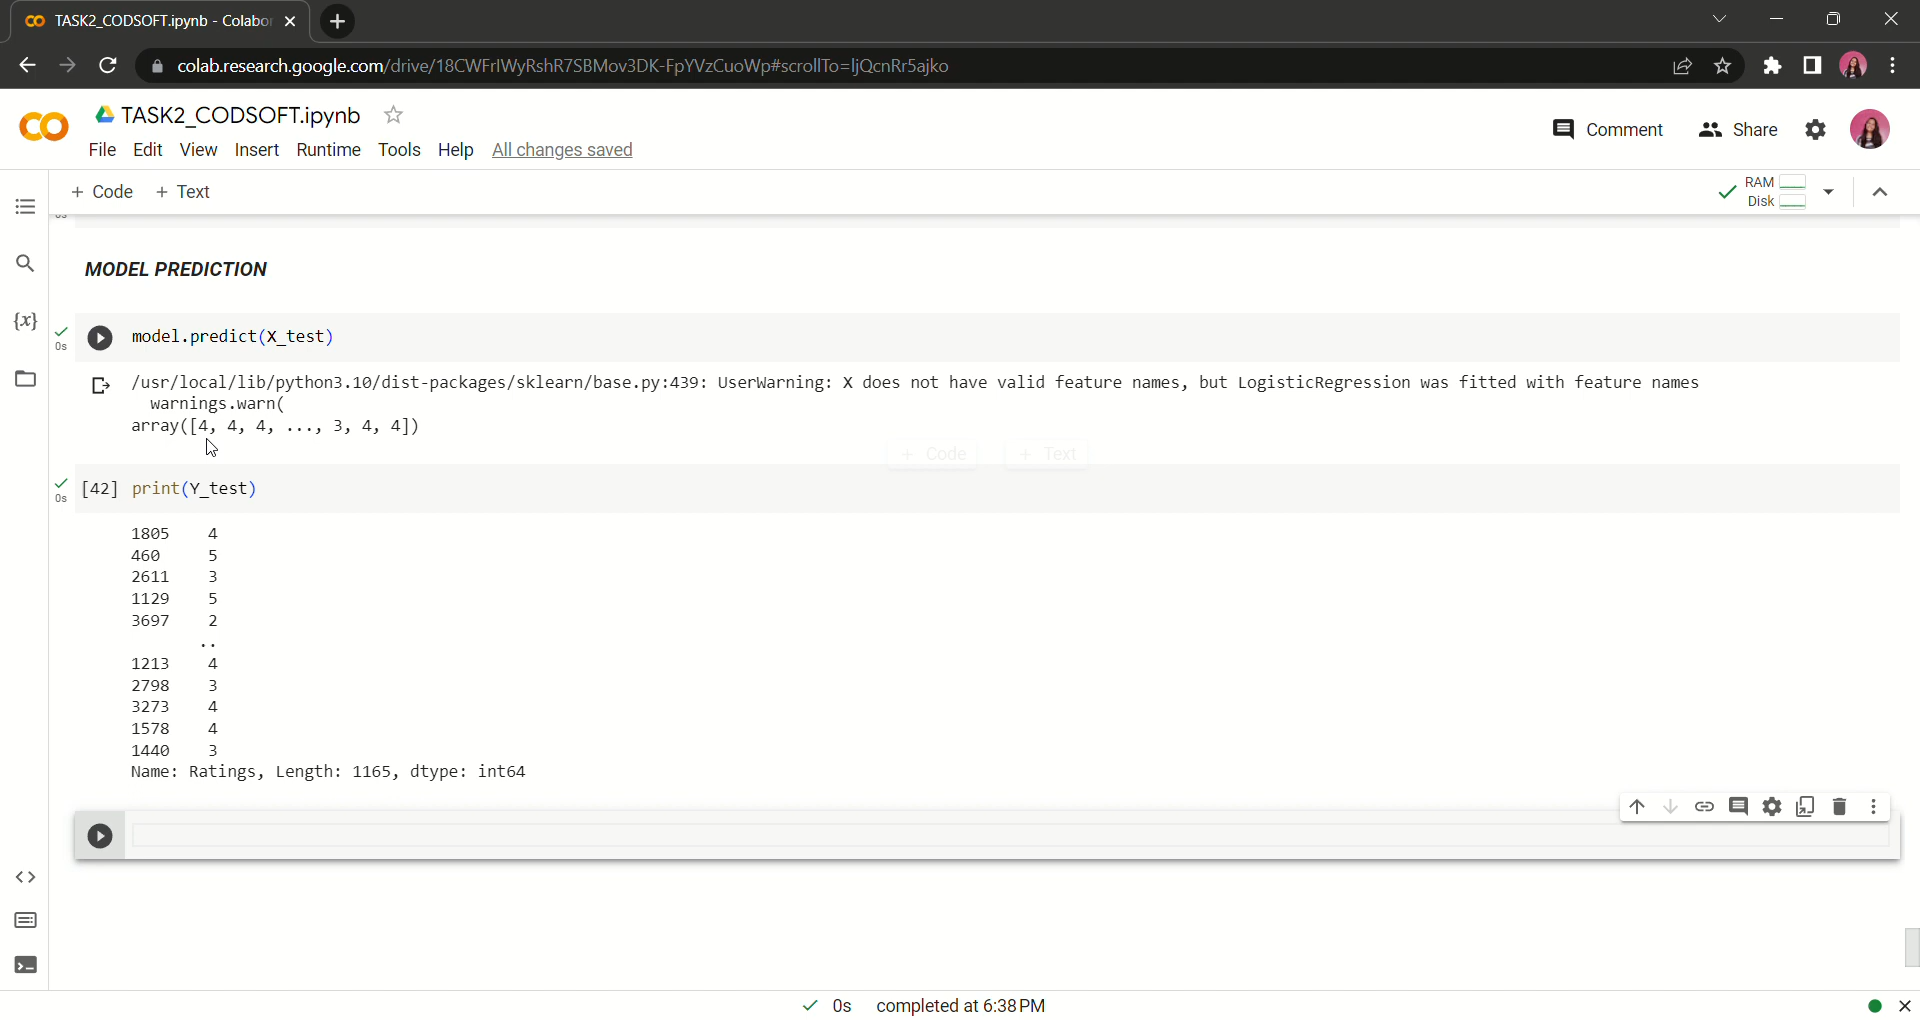 TASK2_CODSOFT.ipynb - Colabor
colab.research.google.com/drive/18CWFrIWyRshR7SBMov3DK-FpYVzCuoWp#scrollTo=ljQcnRr5ajko
TASK2_CODSOFT.ipynb
Comment Share
File Edit View Insert Runtime Tools Help All changes saved
+ Code + Text
RAM
Disk
0s
MODEL PREDICTION
model.predict(X_test)
0s
/usr/local/lib/python3.10/dist-packages/sklearn/base.py:439: UserWarning: X does not have valid feature names, but LogisticRegression was fitted with feature names
warnings.warn(
array([4, 4, 4, ..., 3, 4, 4])
+ Code + Text
[42] print(Y_test)
0s
1805 4
460 5
2611 3
1129 5
3697 2
..
1213 4
2798 3
3273 4
1578 4
1440 3
Name: Ratings, Length: 1165, dtype: int64
0s completed at 6:38 PM